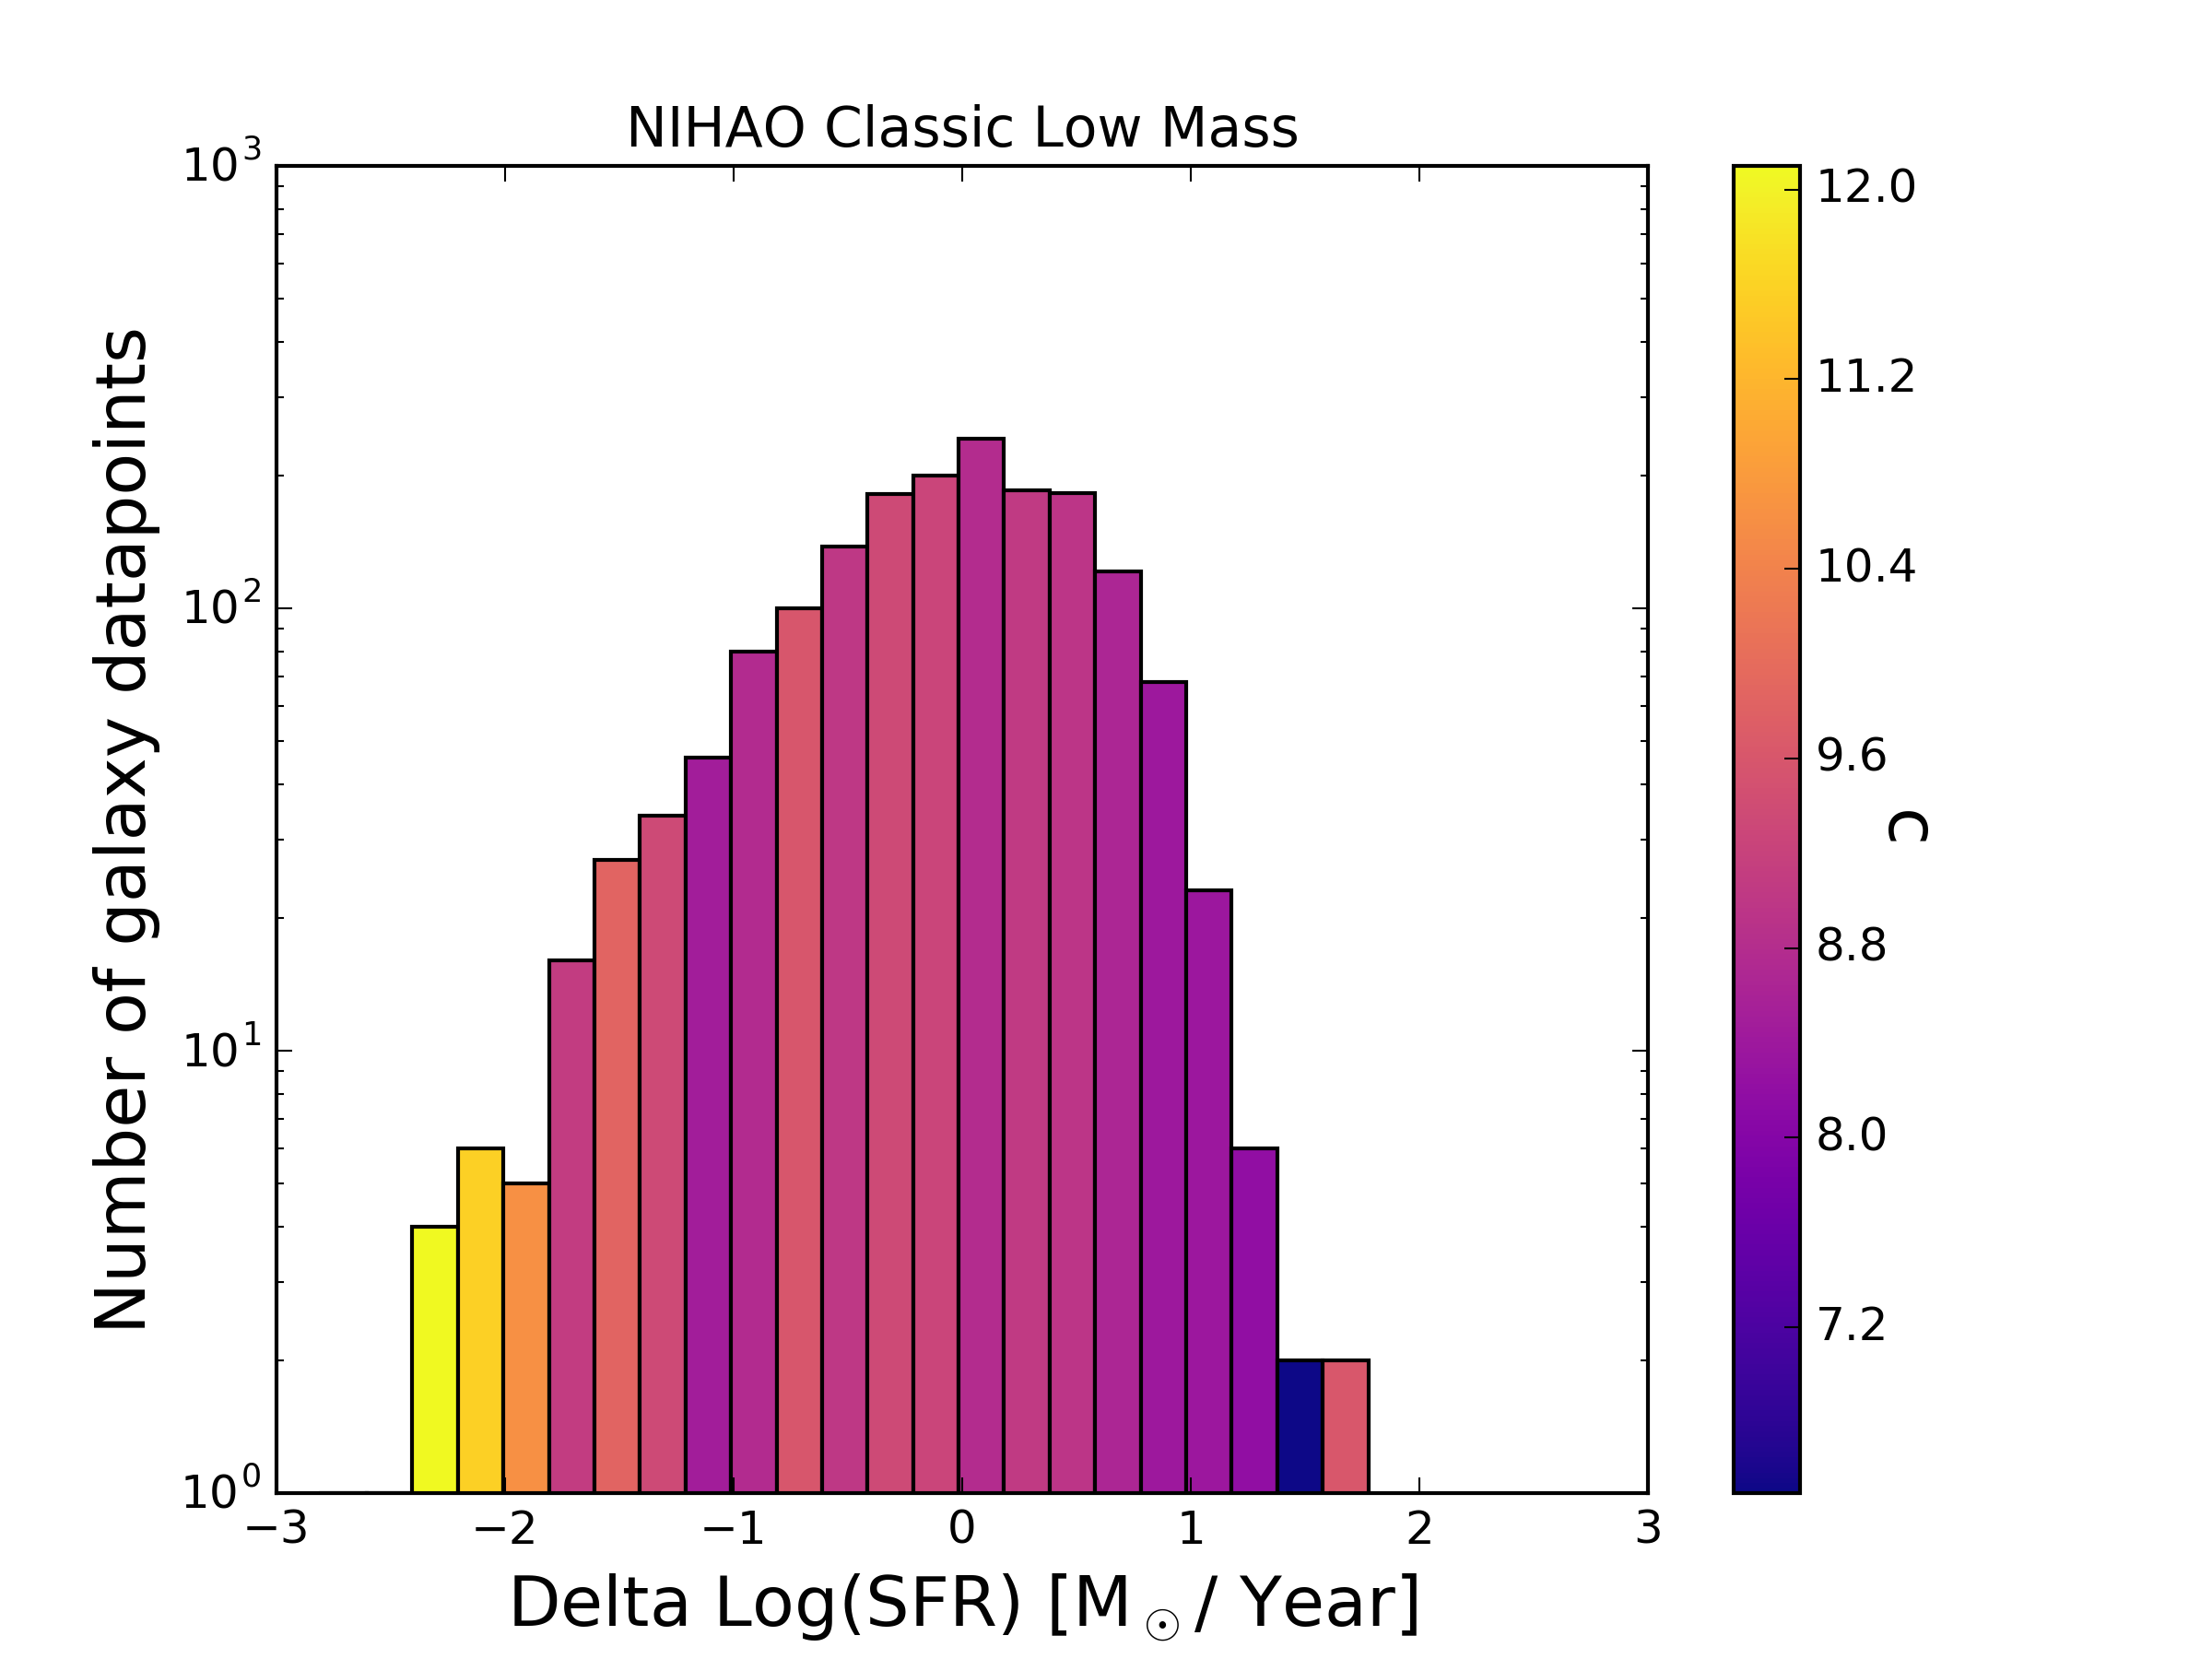 NIHAO Classic Low Mass
10³
10²
10¹
10⁰
Number of galaxy datapoints
−3 −2 −1 0 1 2 3
Delta Log(SFR) [M☉/ Year]
12.0
11.2
10.4
9.6
8.8
8.0
7.2
c